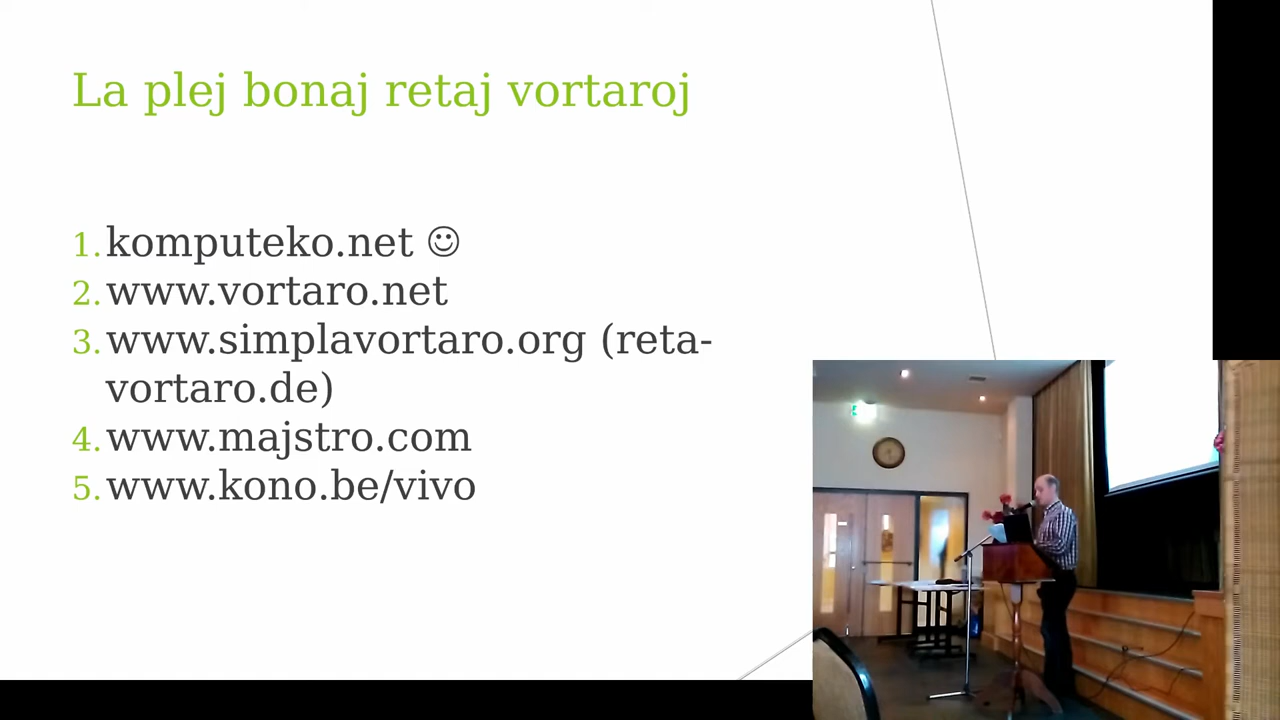 La plej bonaj retaj vortaroj
1. komputeko.net ☺
2. www.vortaro.net
3. www.simplavortaro.org (reta-
vortaro.de)
4. www.majstro.com
5. www.kono.be/vivo